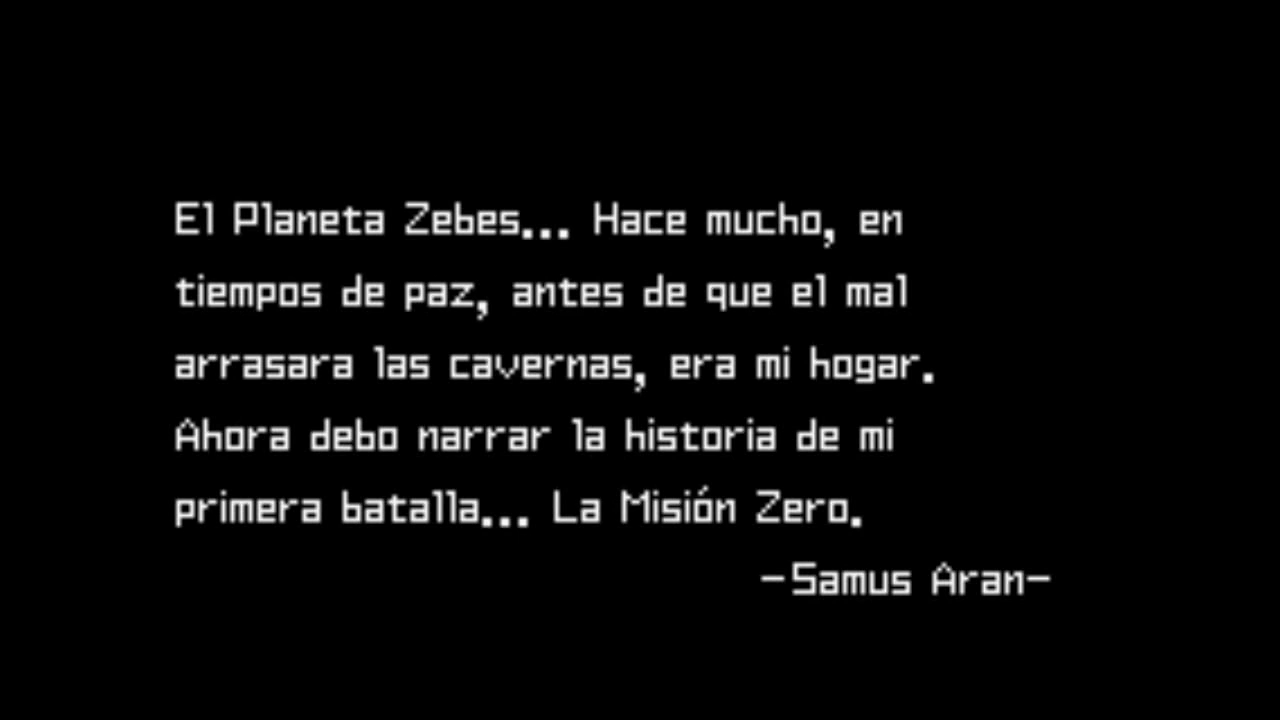 El Planeta Zebes... Hace mucho, en
tiempos de paz, antes de que el mal
arrasara las cavernas, era mi hogar.
Ahora debo narrar la historia de mi
primera batalla... La Misión Zero.
-Samus Aran-